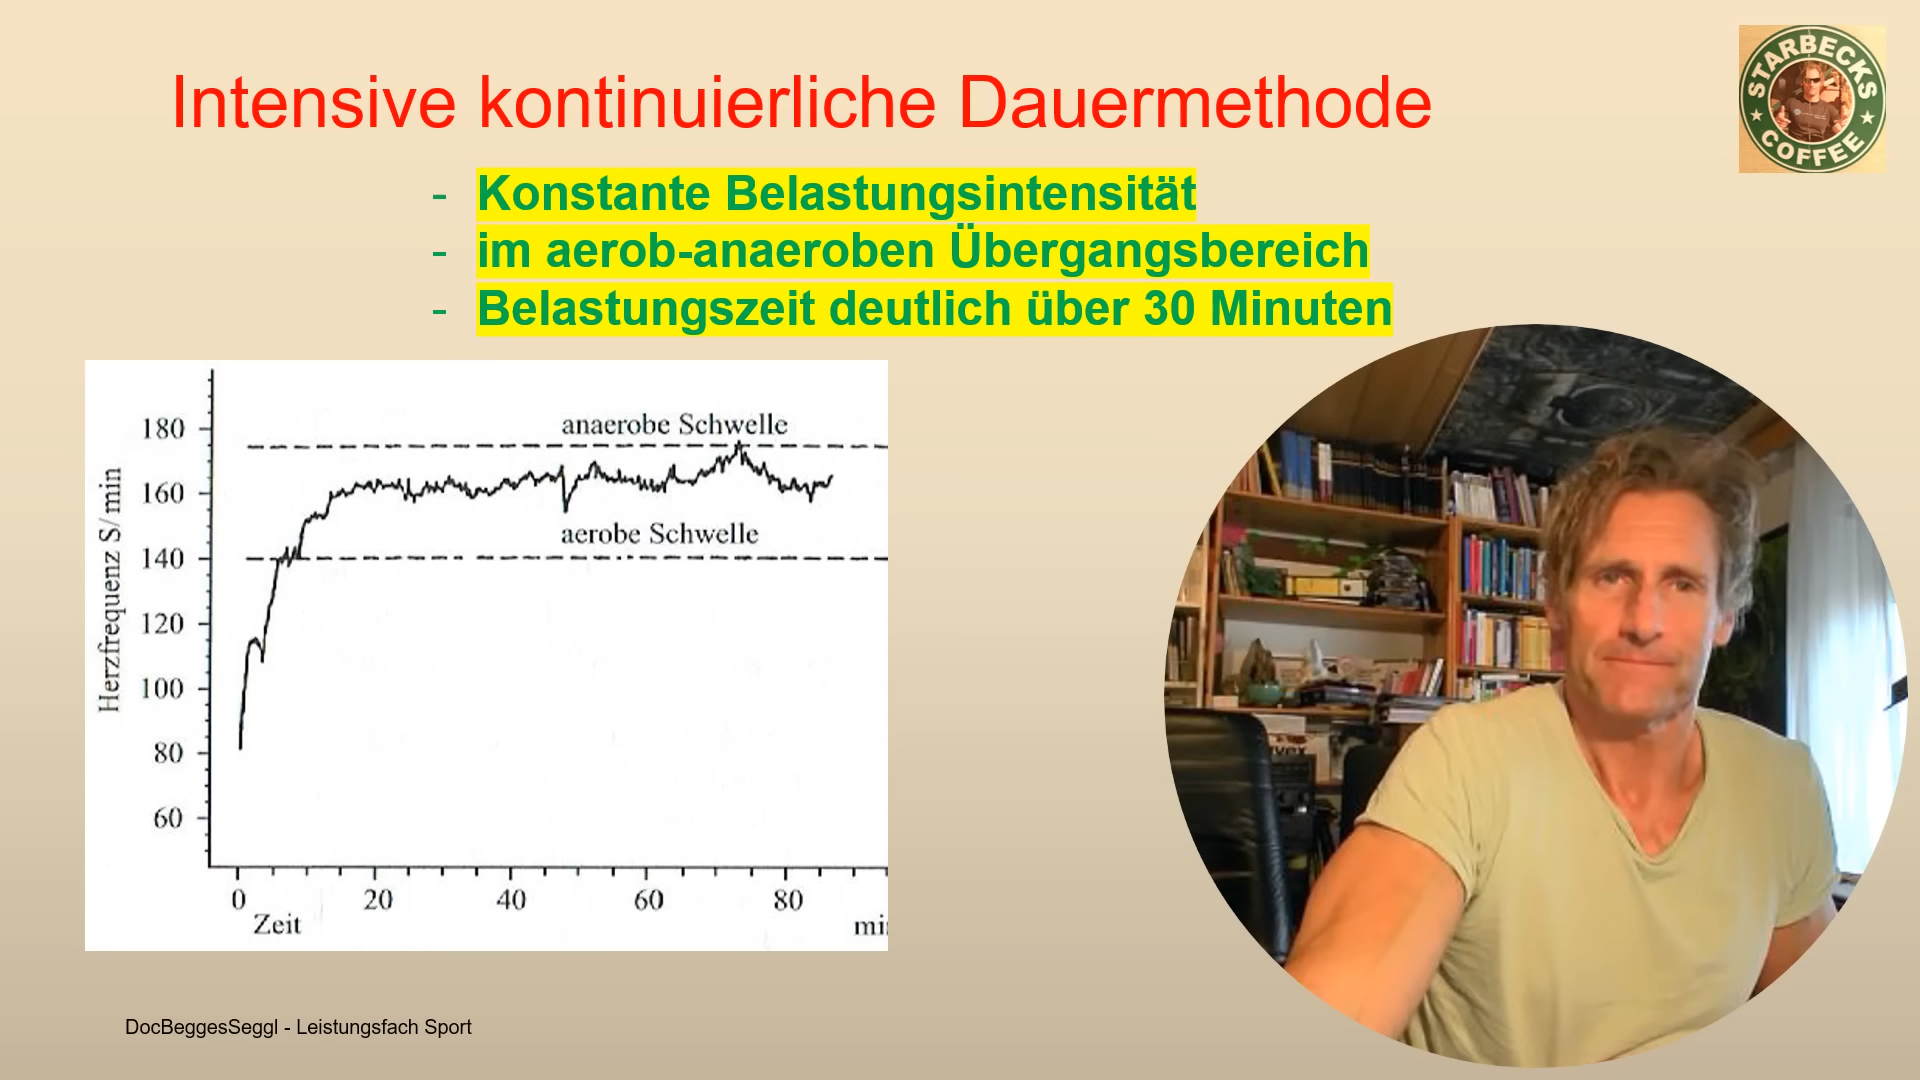 Intensive kontinuierliche Dauermethode
STARBECKS
COFFEE
- Konstante Belastungsintensität
- im aerob-anaeroben Übergangsbereich
- Belastungszeit deutlich über 30 Minuten
Herzfrequenz S/min
180
160
140
120
100
80
60
anaerobe Schwelle
aerobe Schwelle
0 20 40 60 80
Zeit
DocBeggesSeggl - Leistungsfach Sport